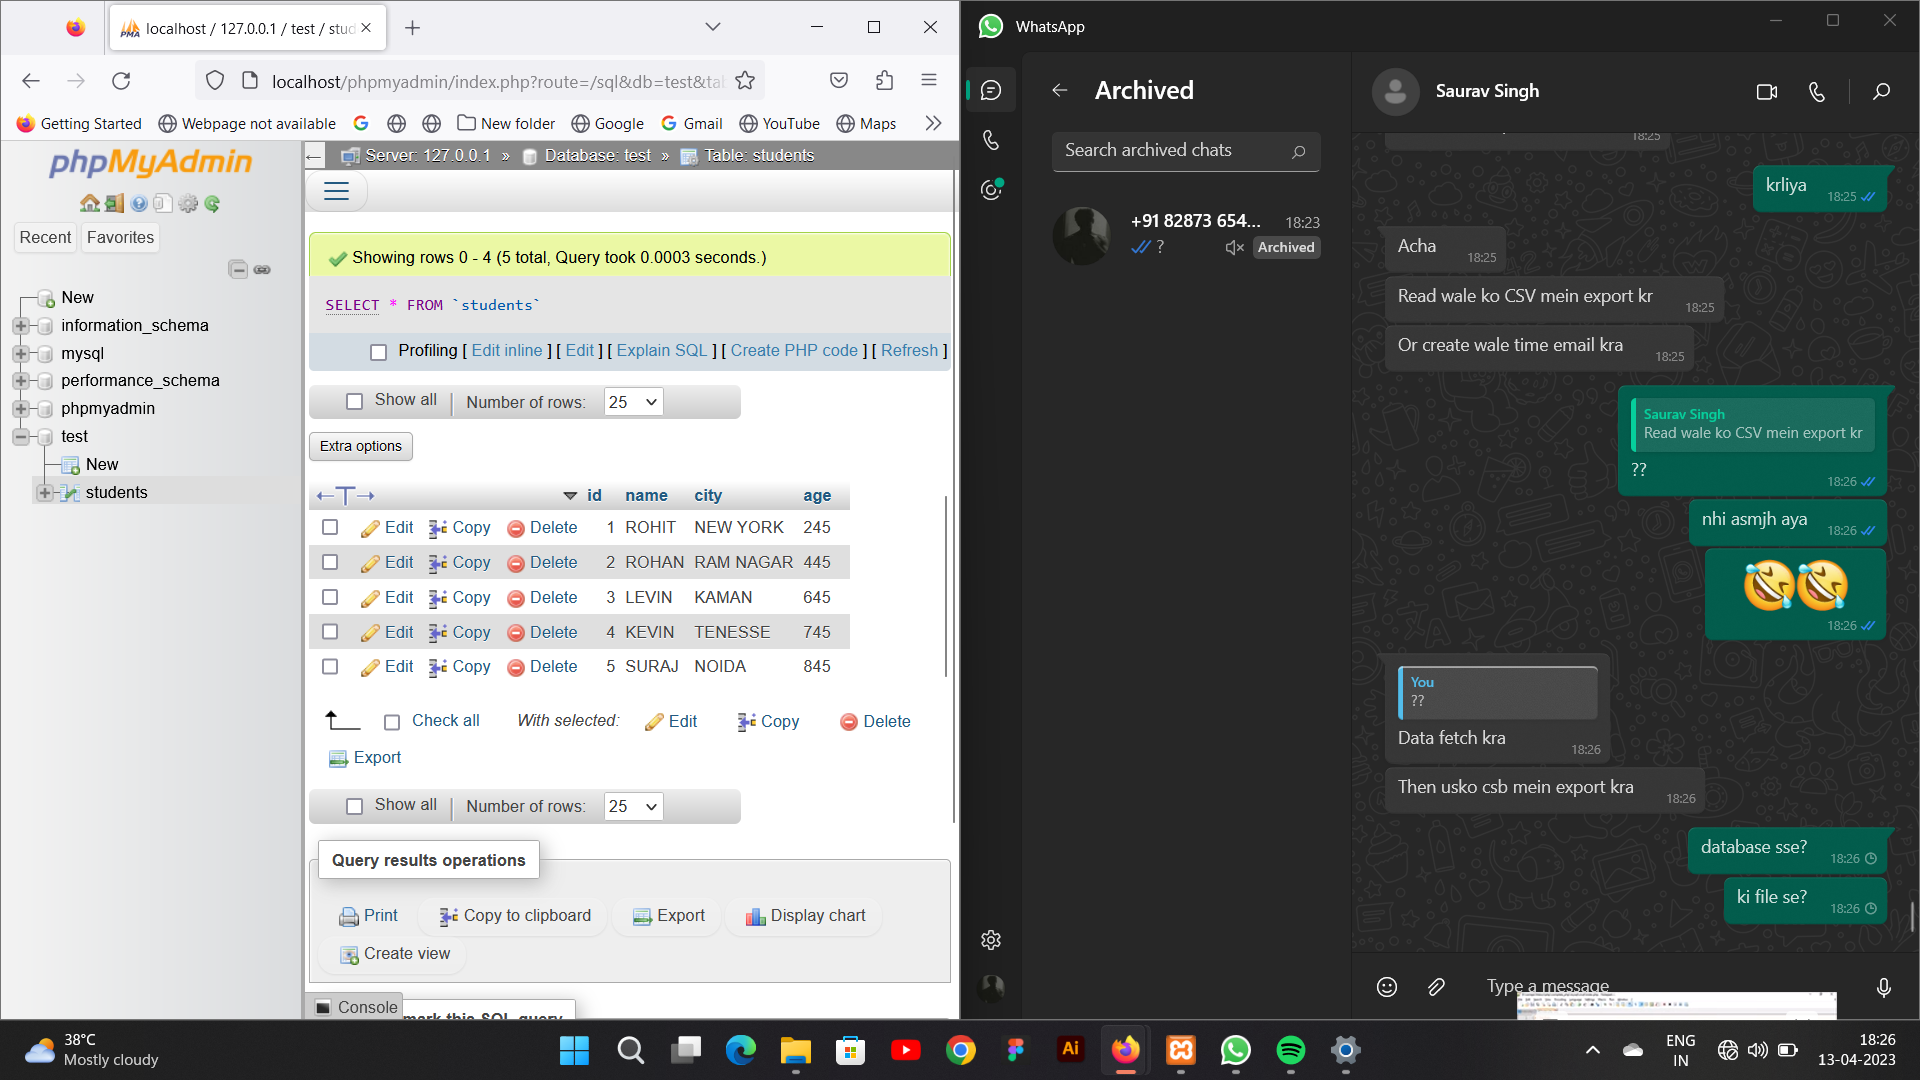 localhost / 127.0.0.1 / test / stud
localhost/phpmyadmin/index.php?route=/sql&db=test&tab
Getting Started
Webpage not available
New folder
Google
Gmail
YouTube
Maps
phpMyAdmin
Recent
Favorites
New
information_schema
mysql
performance_schema
phpmyadmin
test
New
students
Server: 127.0.0.1 » Database: test » Table: students
Showing rows 0 - 4 (5 total, Query took 0.0003 seconds.)
SELECT * FROM `students`
Profiling [ Edit inline ] [ Edit ] [ Explain SQL ] [ Create PHP code ] [ Refresh ]
Show all
Number of rows: 25
Extra options
id name city age
Edit Copy Delete 1 ROHIT NEW YORK 245
Edit Copy Delete 2 ROHAN RAM NAGAR 445
Edit Copy Delete 3 LEVIN KAMAN 645
Edit Copy Delete 4 KEVIN TENESSE 745
Edit Copy Delete 5 SURAJ NOIDA 845
Check all With selected: Edit Copy Delete
Export
Show all
Number of rows: 25
Query results operations
Print Copy to clipboard Export Display chart
Create view
Console
mark this SQL query
WhatsApp
Archived
Search archived chats
+91 82873 654... 18:23
? Archived
Saurav Singh
18:25
krliya 18:25
Acha 18:25
Read wale ko CSV mein export kr 18:25
Or create wale time email kra 18:25
Saurav Singh
Read wale ko CSV mein export kr
?? 18:26
nhi asmjh aya 18:26
18:26
You
??
Data fetch kra 18:26
Then usko csb mein export kra 18:26
database sse? 18:26
ki file se? 18:26
Type a message
38°C
Mostly cloudy
Ai
ENG
IN
18:26
13-04-2023